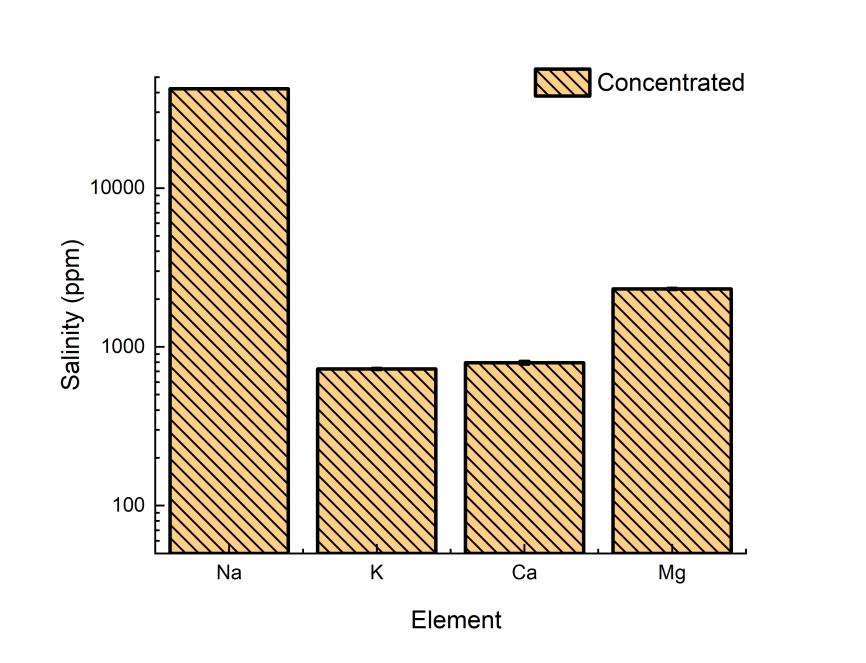 Concentrated
10000
1000
100
Salinity (ppm)
Na K Ca Mg
Element